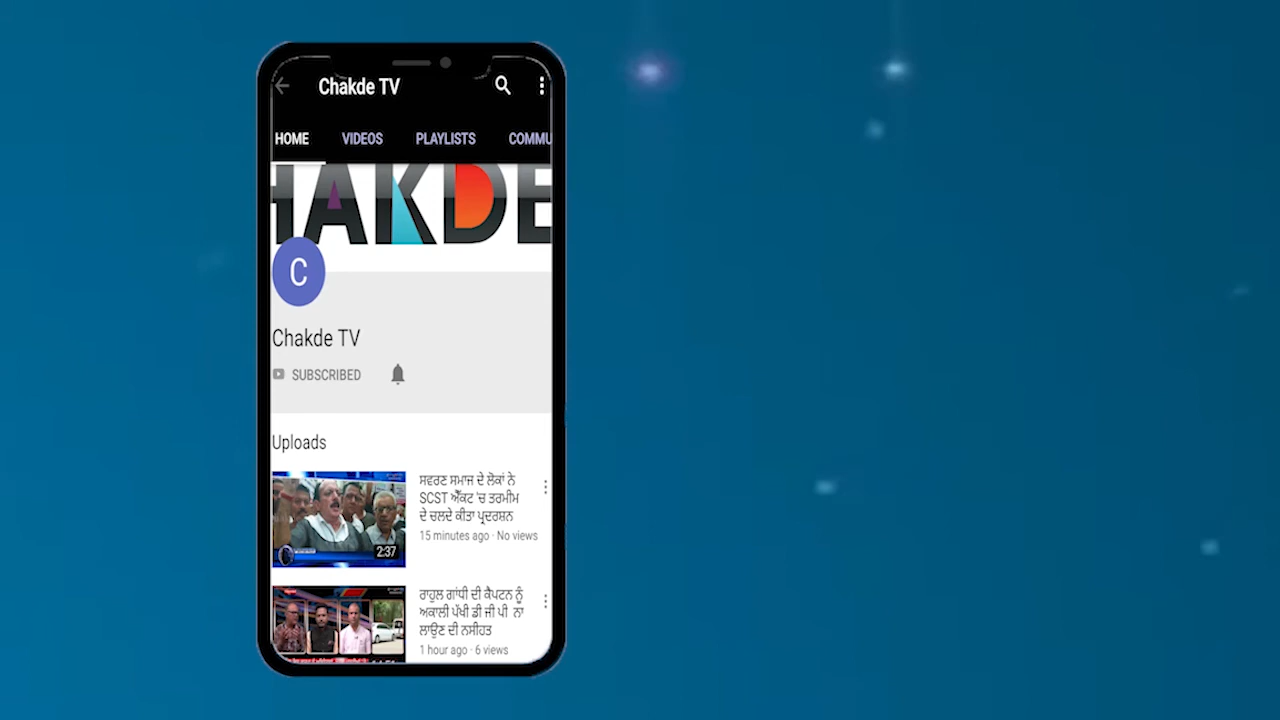 Chakde TV
HOME VIDEOS PLAYLISTS COMMU
HAKDE
C
Chakde TV
SUBSCRIBED
Uploads
ਸਵਰਣ ਸਮਾਜ ਦੇ ਲੋਕਾਂ ਨੇ
SCST ਐਕਟ 'ਚ ਤਰਮੀਮ
ਦੇ ਚਲਦੇ ਕੀਤਾ ਪ੍ਰਦਰਸ਼ਨ
15 minutes ago · No views
2:37
ਰਾਹੁਲ ਗਾਂਧੀ ਦੀ ਕੈਪਟਨ ਨੂੰ
ਅਕਾਲੀ ਪੱਖੀ ਡੀ ਜੀ ਪੀ ਨਾ
ਲਾਉਣ ਦੀ ਨਸੀਹਤ
1 hour ago · 6 views